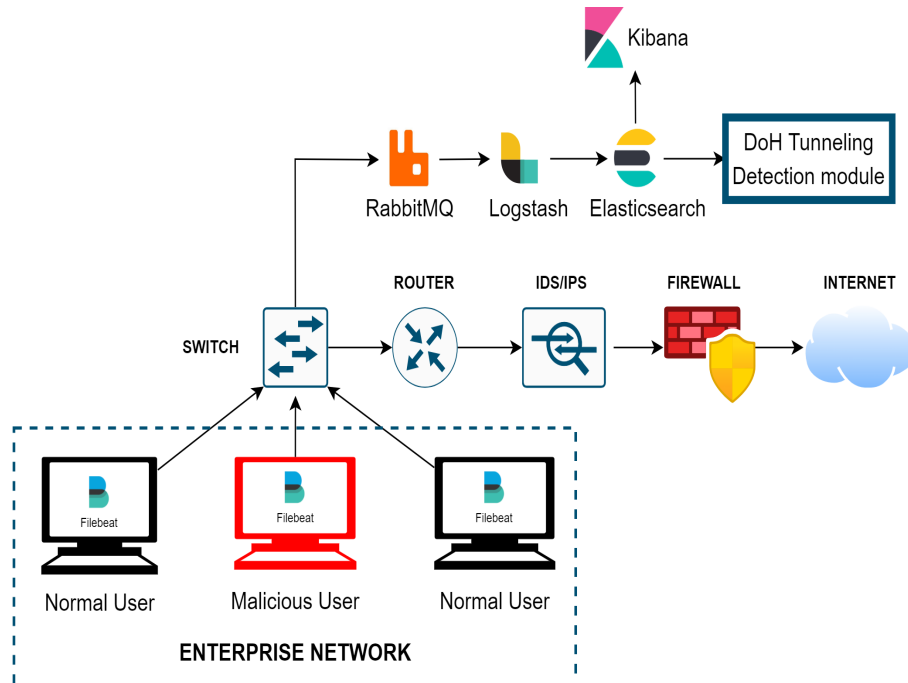 Kibana
DoH Tunneling
Detection module
RabbitMQ
Logstash
Elasticsearch
ROUTER
IDS/IPS
FIREWALL
INTERNET
SWITCH
Filebeat
Filebeat
Filebeat
Normal User
Malicious User
Normal User
ENTERPRISE NETWORK